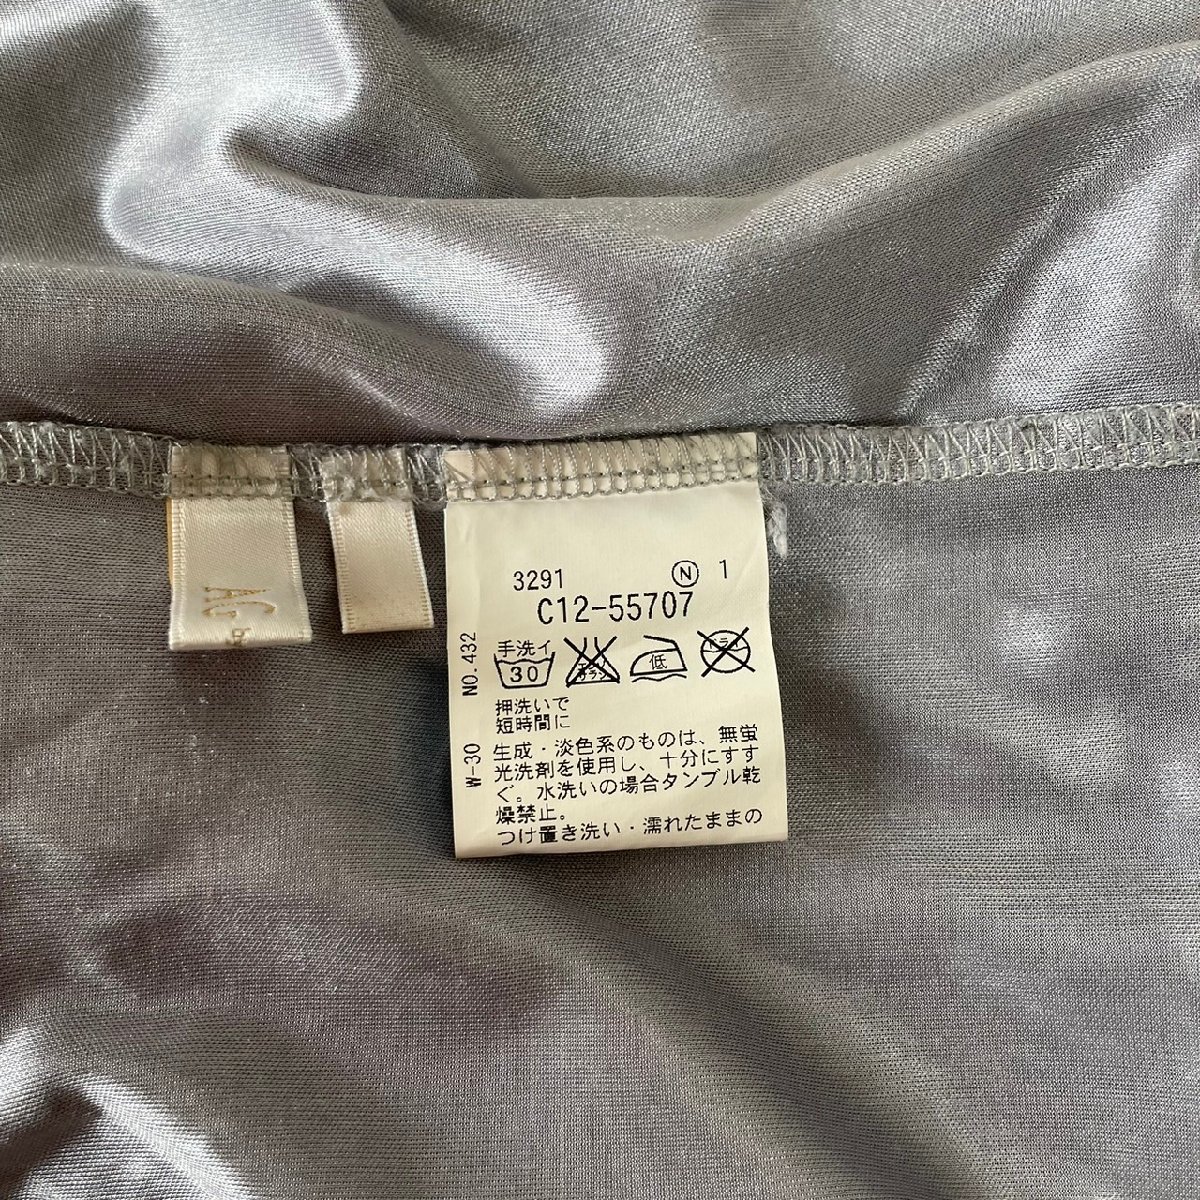 AG
3291 Ⓝ 1
C12-55707
NO.432
W-30
手洗イ
30
低
押洗いで
短時間に
生成・淡色系のものは、無蛍
光洗剤を使用し、十分にすす
ぐ。水洗いの場合タンブル乾
燥禁止。
つけ置き洗い・濡れたままの